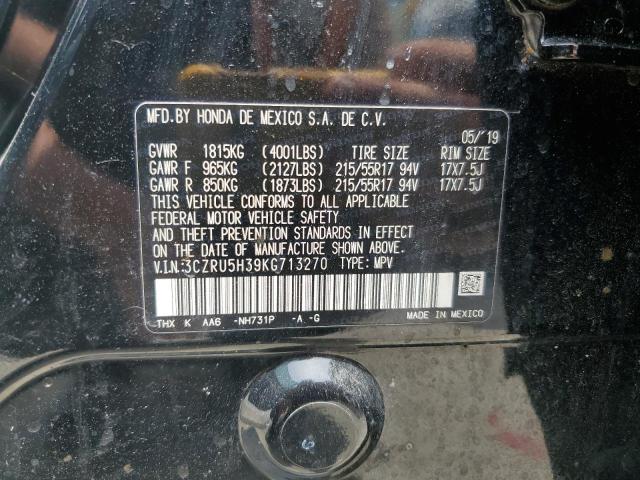 MFD.BY HONDA DE MEXICO S.A. DE C.V.
05/'19
GVWR 1815KG (4001LBS) TIRE SIZE RIM SIZE
GAWR F 965KG (2127LBS) 215/55R17 94V 17X7.5J
GAWR R 850KG (1873LBS) 215/55R17 94V 17X7.5J
THIS VEHICLE CONFORMS TO ALL APPLICABLE
FEDERAL MOTOR VEHICLE SAFETY
AND THEFT PREVENTION STANDARDS IN EFFECT
ON THE DATE OF MANUFACTURE SHOWN ABOVE.
V.I.N:3CZRU5H39KG713270 TYPE: MPV
THX K AA6 -NH731P -A -G MADE IN MEXICO